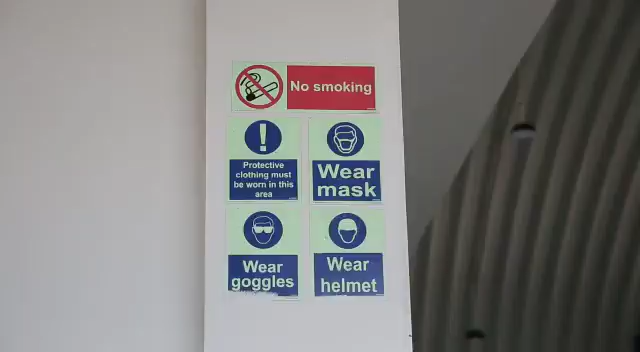 No smoking
Protective
clothing must
be worn in this
area
Wear
mask
Wear
goggles
Wear
helmet